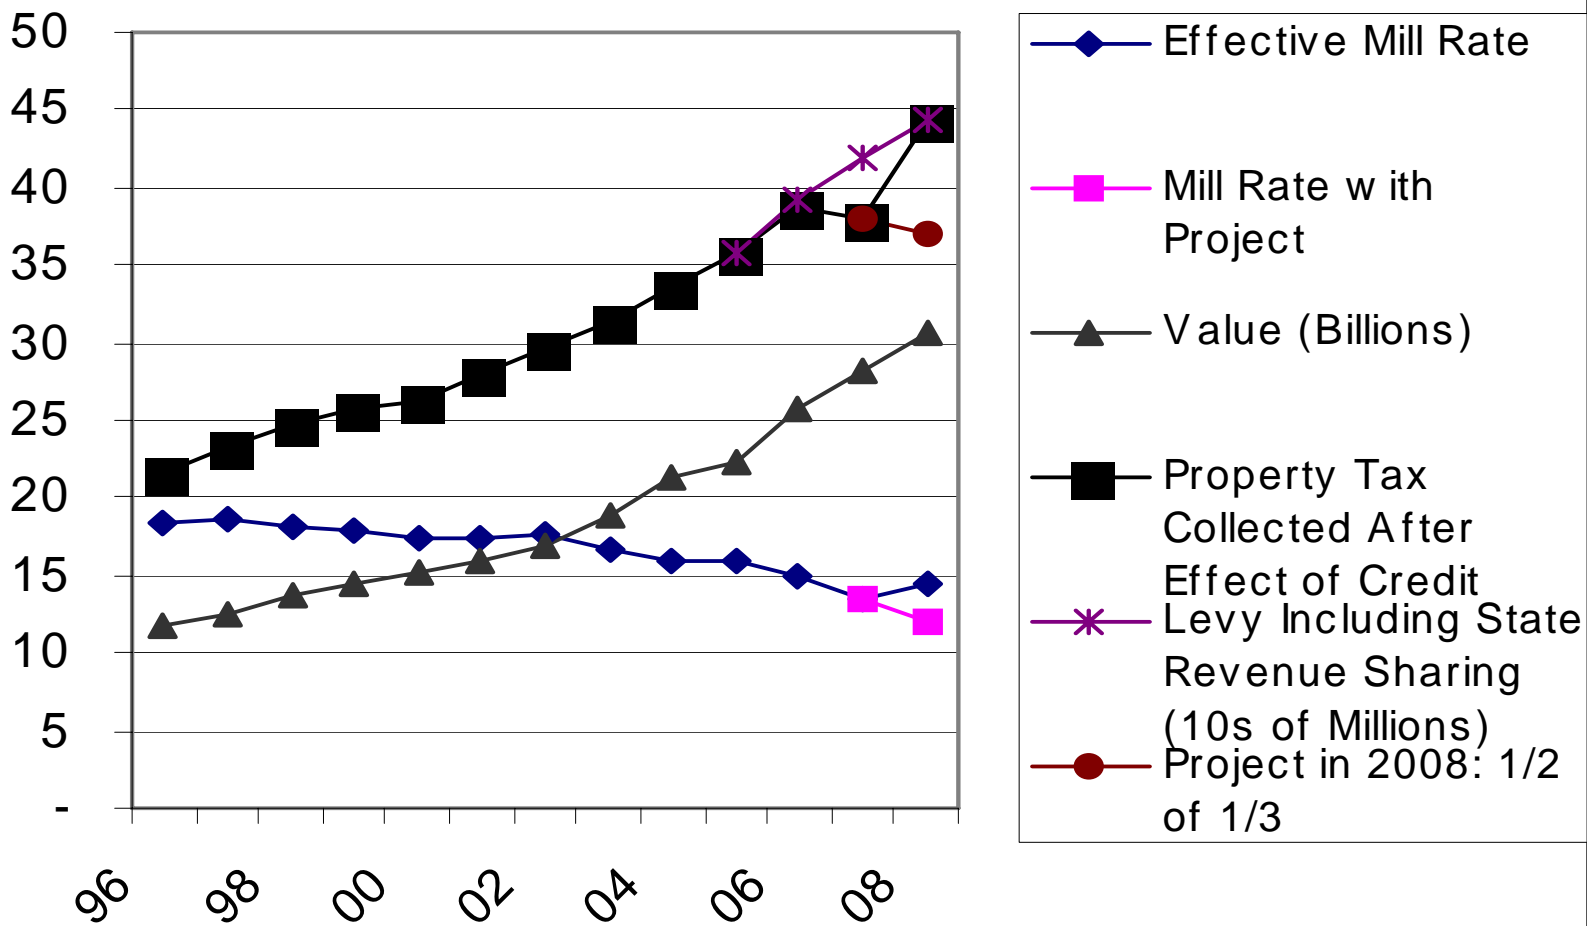 50
45
40
35
30
25
20
15
10
5
-
96
98
00
02
04
06
08
Effective Mill Rate
Mill Rate w ith
Project
Value (Billions)
Property Tax
Collected After
Effect of Credit
Levy Including State
Revenue Sharing
(10s of Millions)
Project in 2008: 1/2
of 1/3